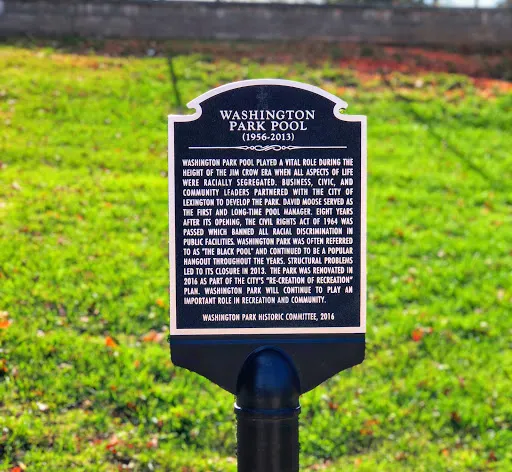 WASHINGTON
PARK POOL
(1956-2013)
WASHINGTON PARK POOL PLAYED A VITAL ROLE DURING THE
HEIGHT OF THE JIM CROW ERA WHEN ALL ASPECTS OF LIFE
WERE RACIALLY SEGREGATED. BUSINESS, CIVIC, AND
COMMUNITY LEADERS PARTNERED WITH THE CITY OF
LEXINGTON TO DEVELOP THE PARK. DAVID MOOSE SERVED AS
THE FIRST AND LONG-TIME POOL MANAGER. EIGHT YEARS
AFTER ITS OPENING, THE CIVIL RIGHTS ACT OF 1964 WAS
PASSED WHICH BANNED ALL RACIAL DISCRIMINATION IN
PUBLIC FACILITIES. WASHINGTON PARK WAS OFTEN REFERRED
TO AS "THE BLACK POOL" AND CONTINUED TO BE A POPULAR
HANGOUT THROUGHOUT THE YEARS. STRUCTURAL PROBLEMS
LED TO ITS CLOSURE IN 2013. THE PARK WAS RENOVATED IN
2016 AS PART OF THE CITY'S "RE-CREATION OF RECREATION"
PLAN. WASHINGTON PARK WILL CONTINUE TO PLAY AN
IMPORTANT ROLE IN RECREATION AND COMMUNITY.
WASHINGTON PARK HISTORIC COMMITTEE, 2016